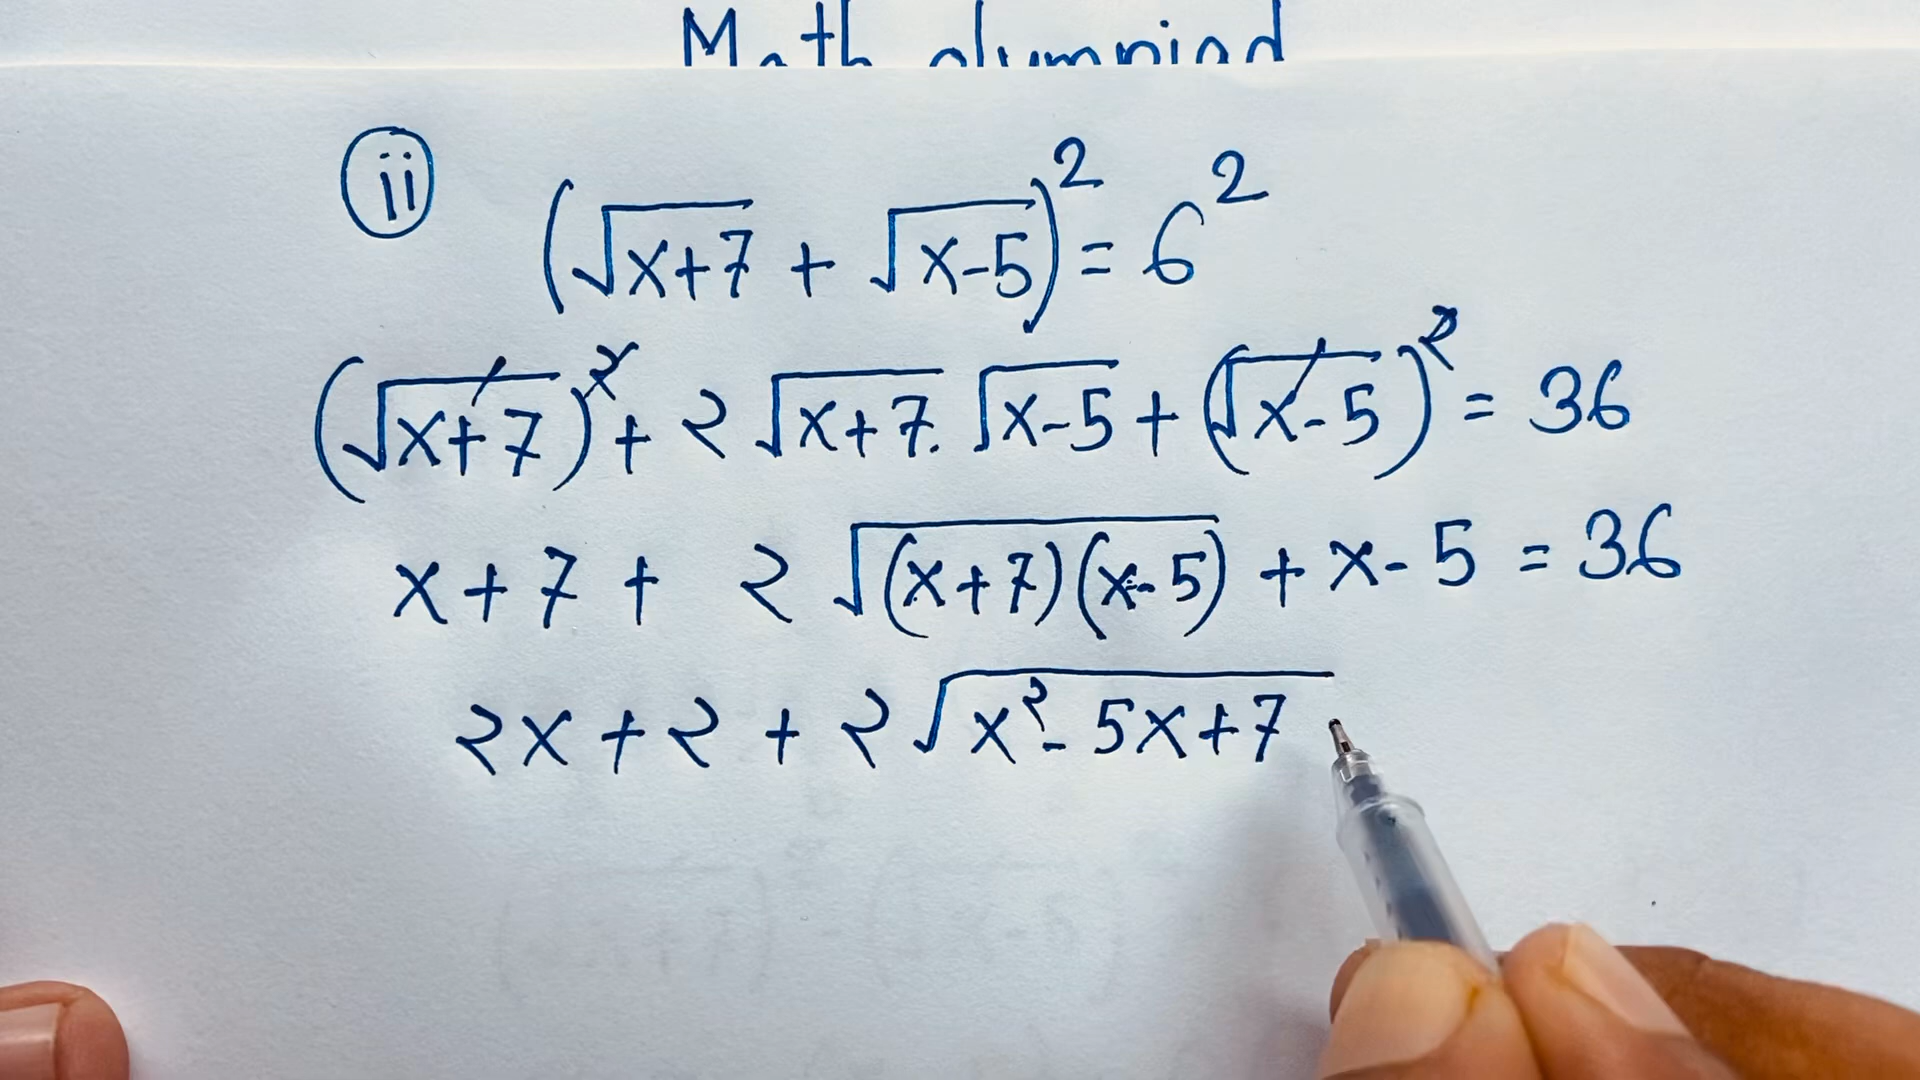 Math olympiad
ii (√x+7 + √x-5)² = 6²
(√x+7)² + 2 √x+7 . √x-5 + (√x-5)² = 36
x + 7 + 2 √(x+7)(x-5) + x - 5 = 36
2x + 2 + 2 √x² - 5x + 7